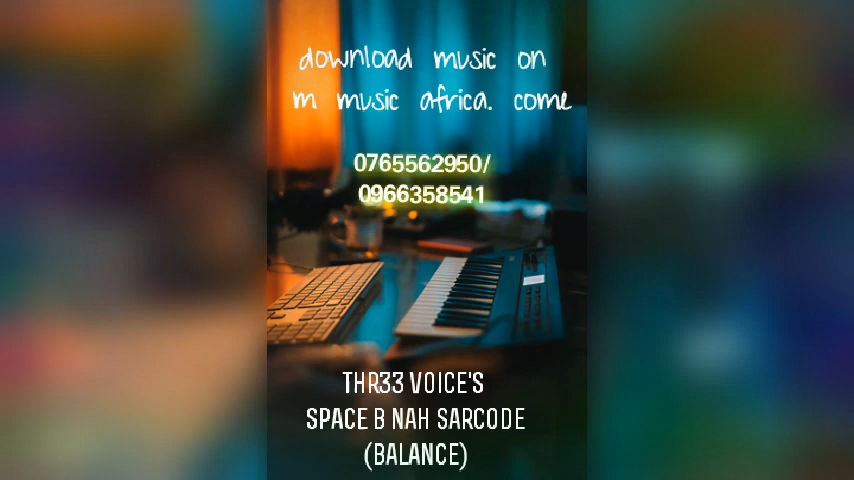 download music on
m music africa. come
0765562950/
0966358541
THR33 VOICE'S
SPACE B NAH SARCODE
(BALANCE)